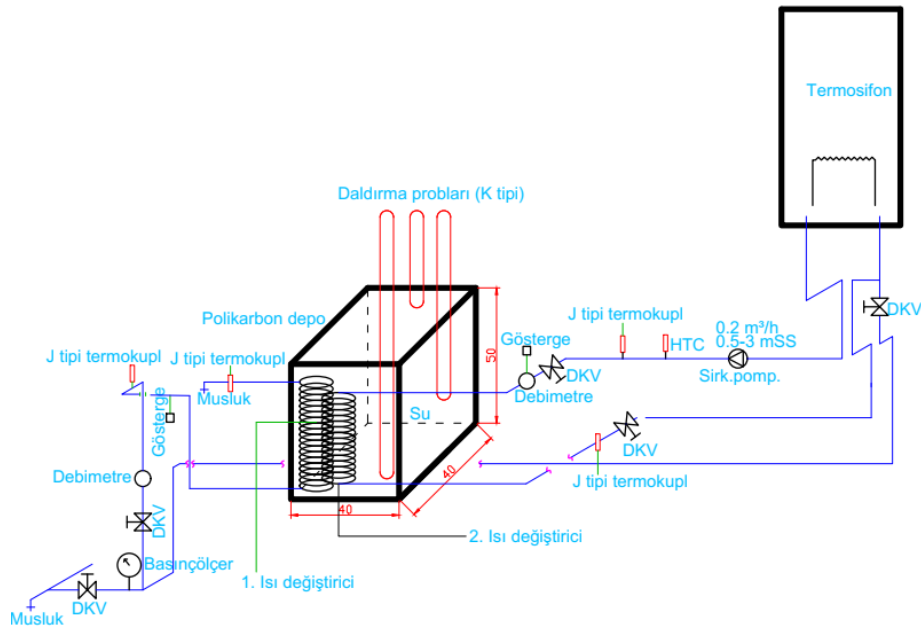 Termosifon
Daldırma probları (K tipi)
DKV
Polikarbon depo
50
Gösterge
J tipi termokupl
HTC
0.2 m³/h
0.5-3 mSS
Sirk.pomp.
J tipi termokupl
J tipi termokupl
Musluk
DKV
Debimetre
Gösterge
Su
DKV
40
J tipi termokupl
Debimetre
DKV
40
2. Isı değiştirici
Basınçölçer
1. Isı değiştirici
Musluk
DKV